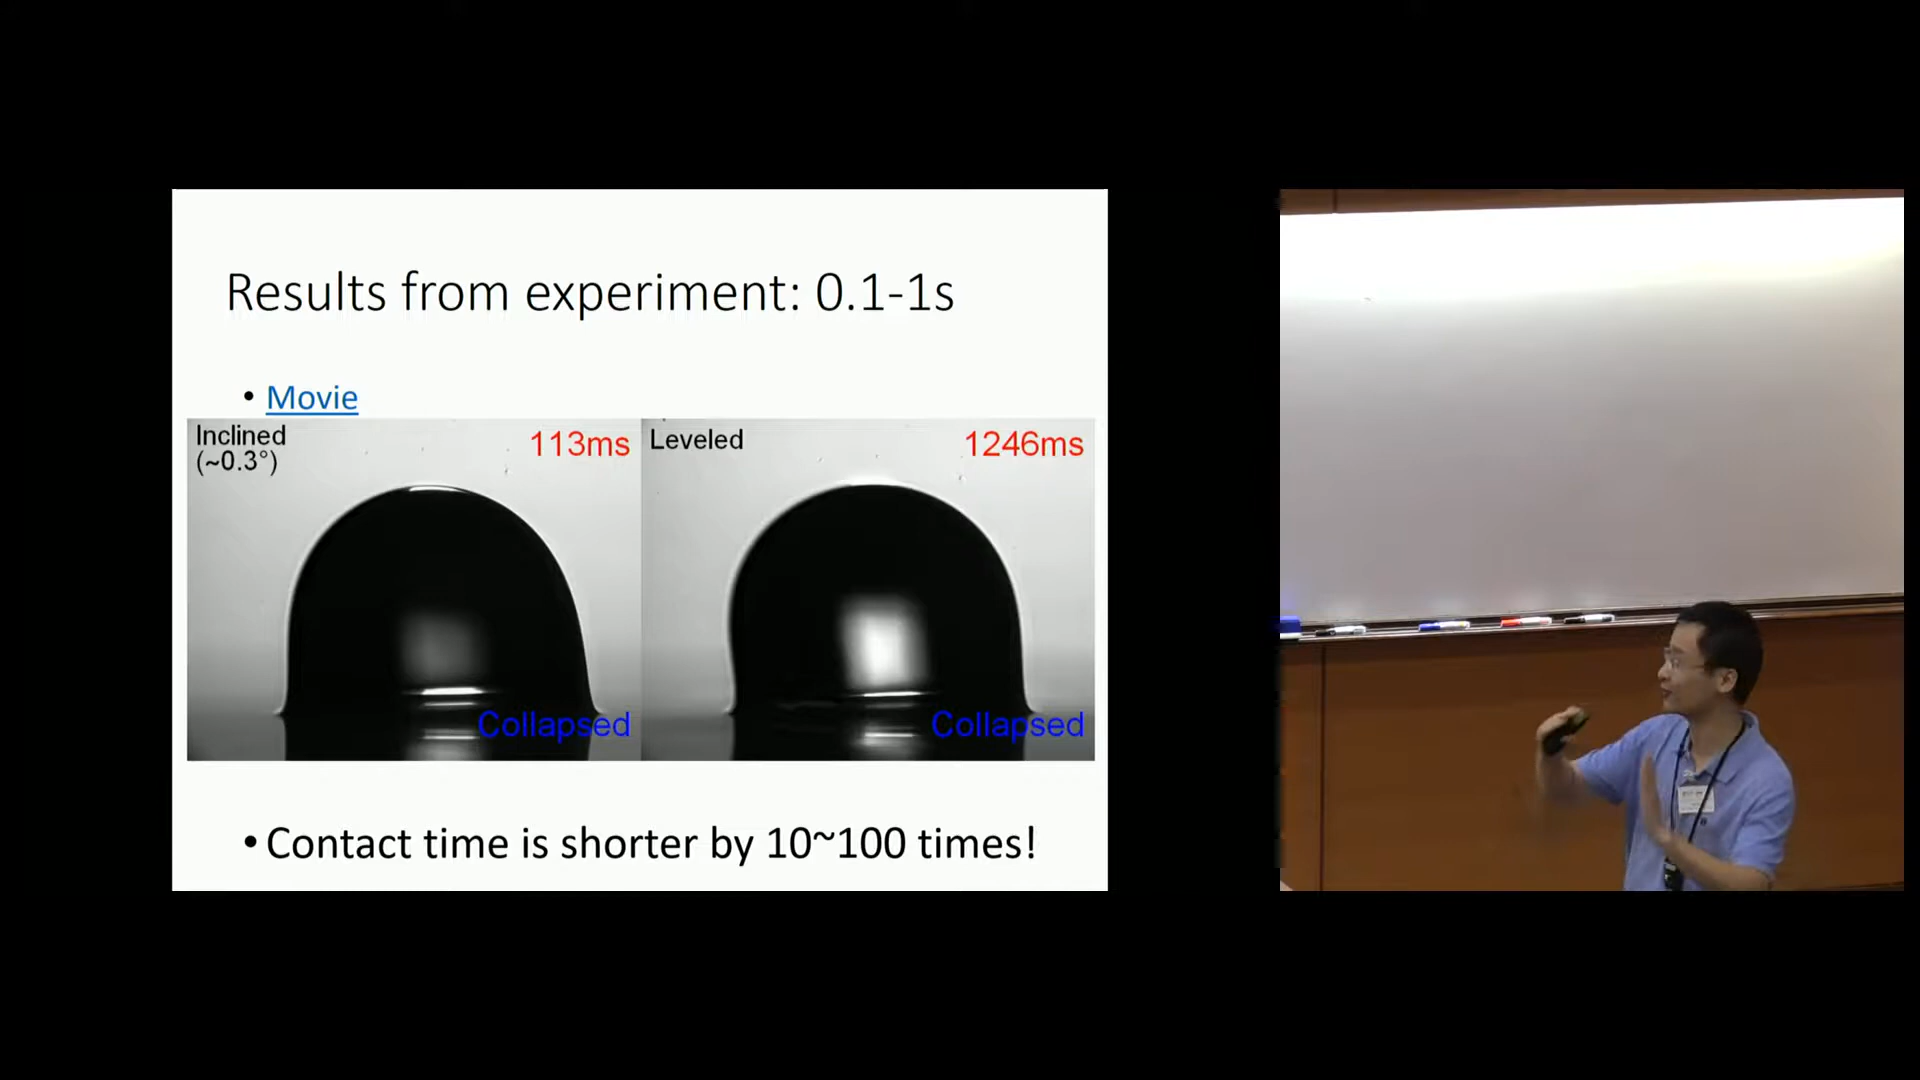 Results from experiment: 0.1-1s
• Movie
Inclined
(~0.3°)
113ms
Leveled
1246ms
Collapsed
Collapsed
• Contact time is shorter by 10~100 times!